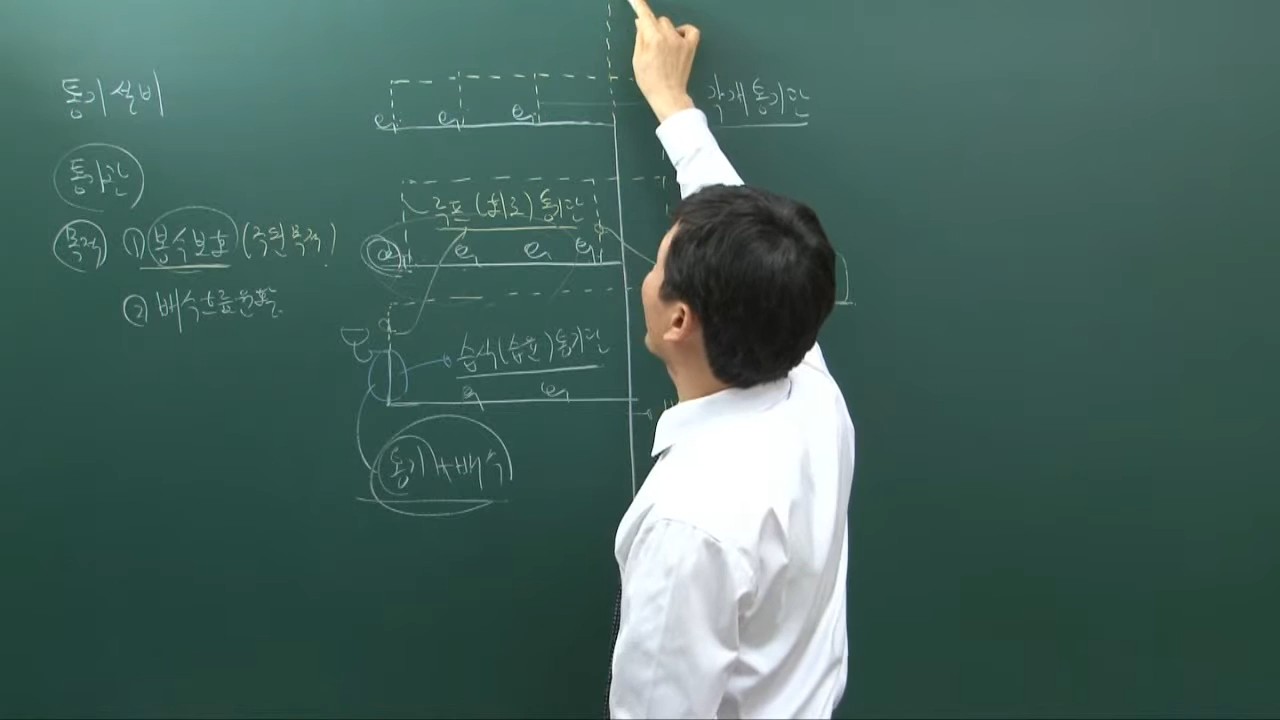 통기설비
통기관
목적 ① 봉수보호 (주된목적)
② 배수흐름원활
각개통기관
루프(회로)통기관
습식(습윤)통기관
통기+배수